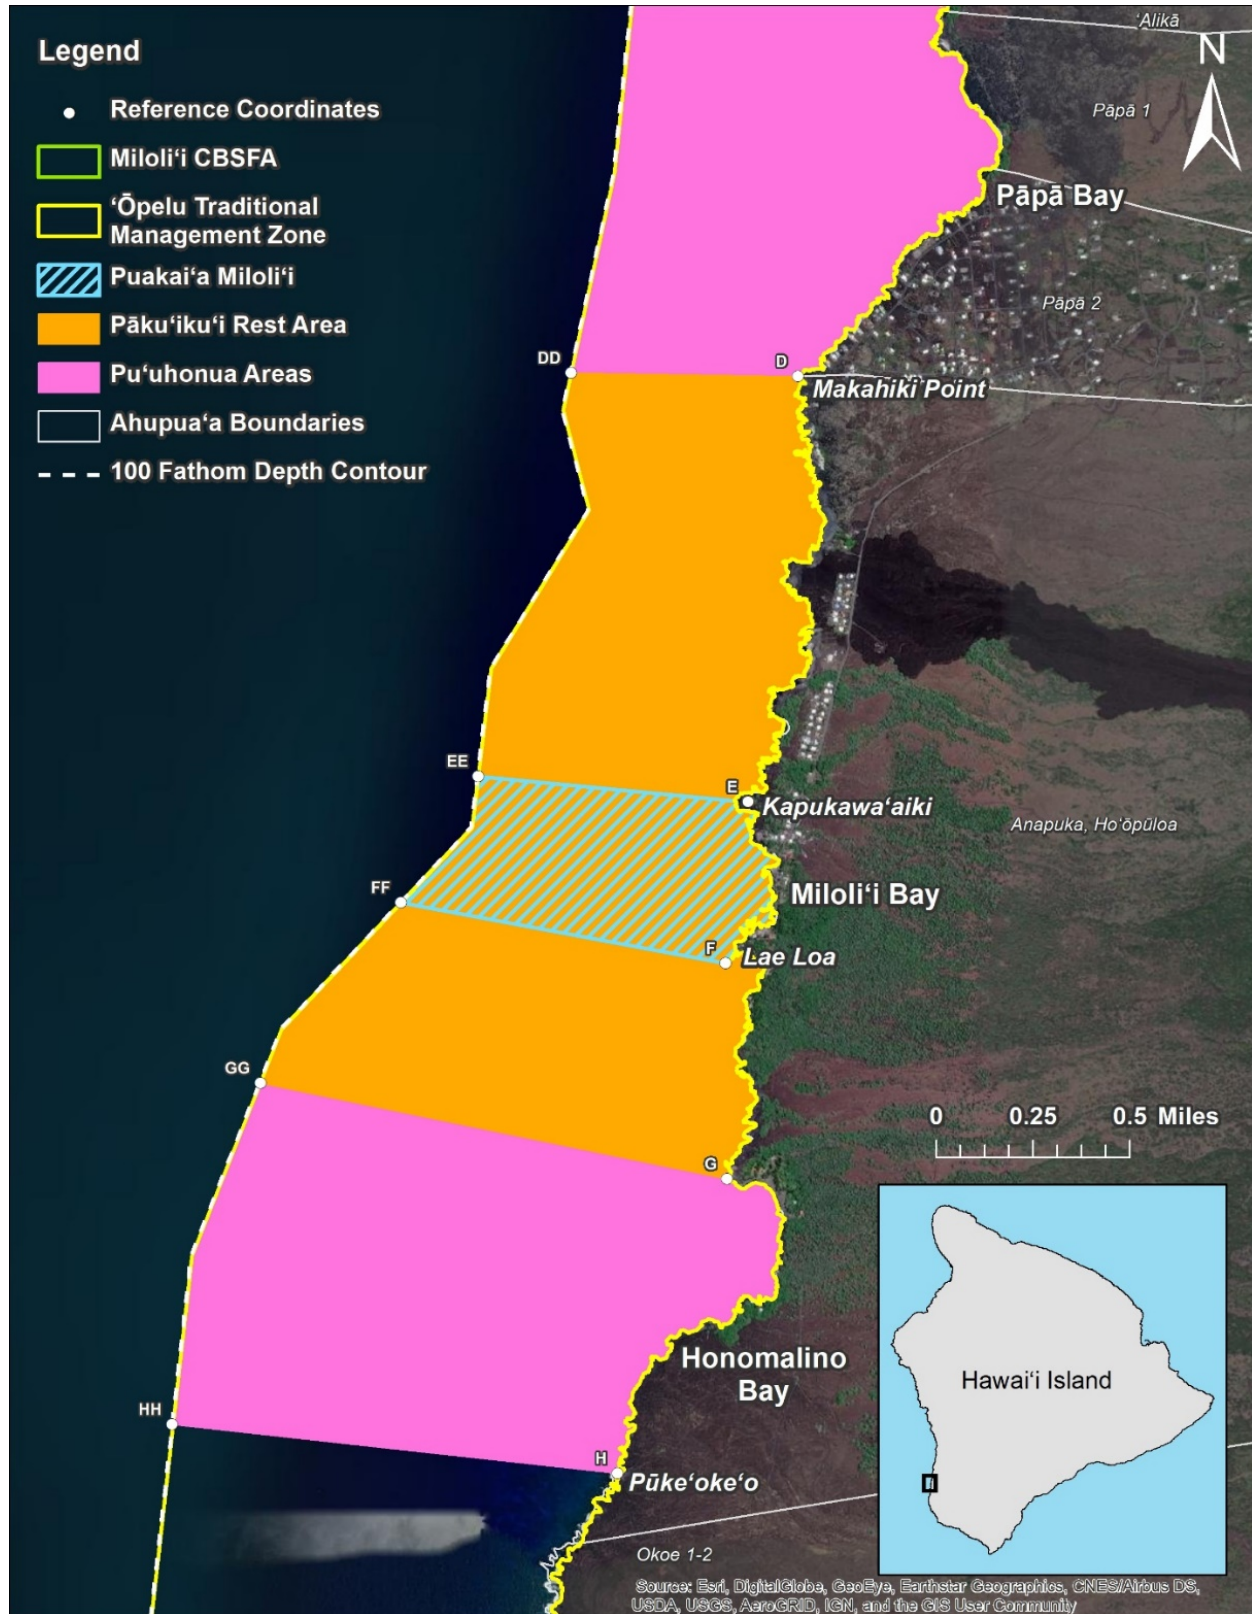 Legend
Reference Coordinates
Miloliʻi CBSFA
ʻŌpelu Traditional
Management Zone
Puakaiʻa Miloliʻi
Pākuʻikuʻi Rest Area
Puʻuhonua Areas
Ahupuaʻa Boundaries
100 Fathom Depth Contour
ʻAlikā
N
Pāpā 1
Pāpā Bay
Pāpā 2
DD
D
Makahiki Point
EE
E
Kapukawaʻaiki
Anapuka, Hoʻōpūloa
FF
Miloliʻi Bay
F
Lae Loa
GG
0 0.25 0.5 Miles
G
Honomalino
Bay
Hawaiʻi Island
HH
H
Pūkeʻokeʻo
Okoe 1-2
Source: Esri, DigitalGlobe, GeoEye, Earthstar Geographics, CNES/Airbus DS,
USDA, USGS, AeroGRID, IGN, and the GIS User Community